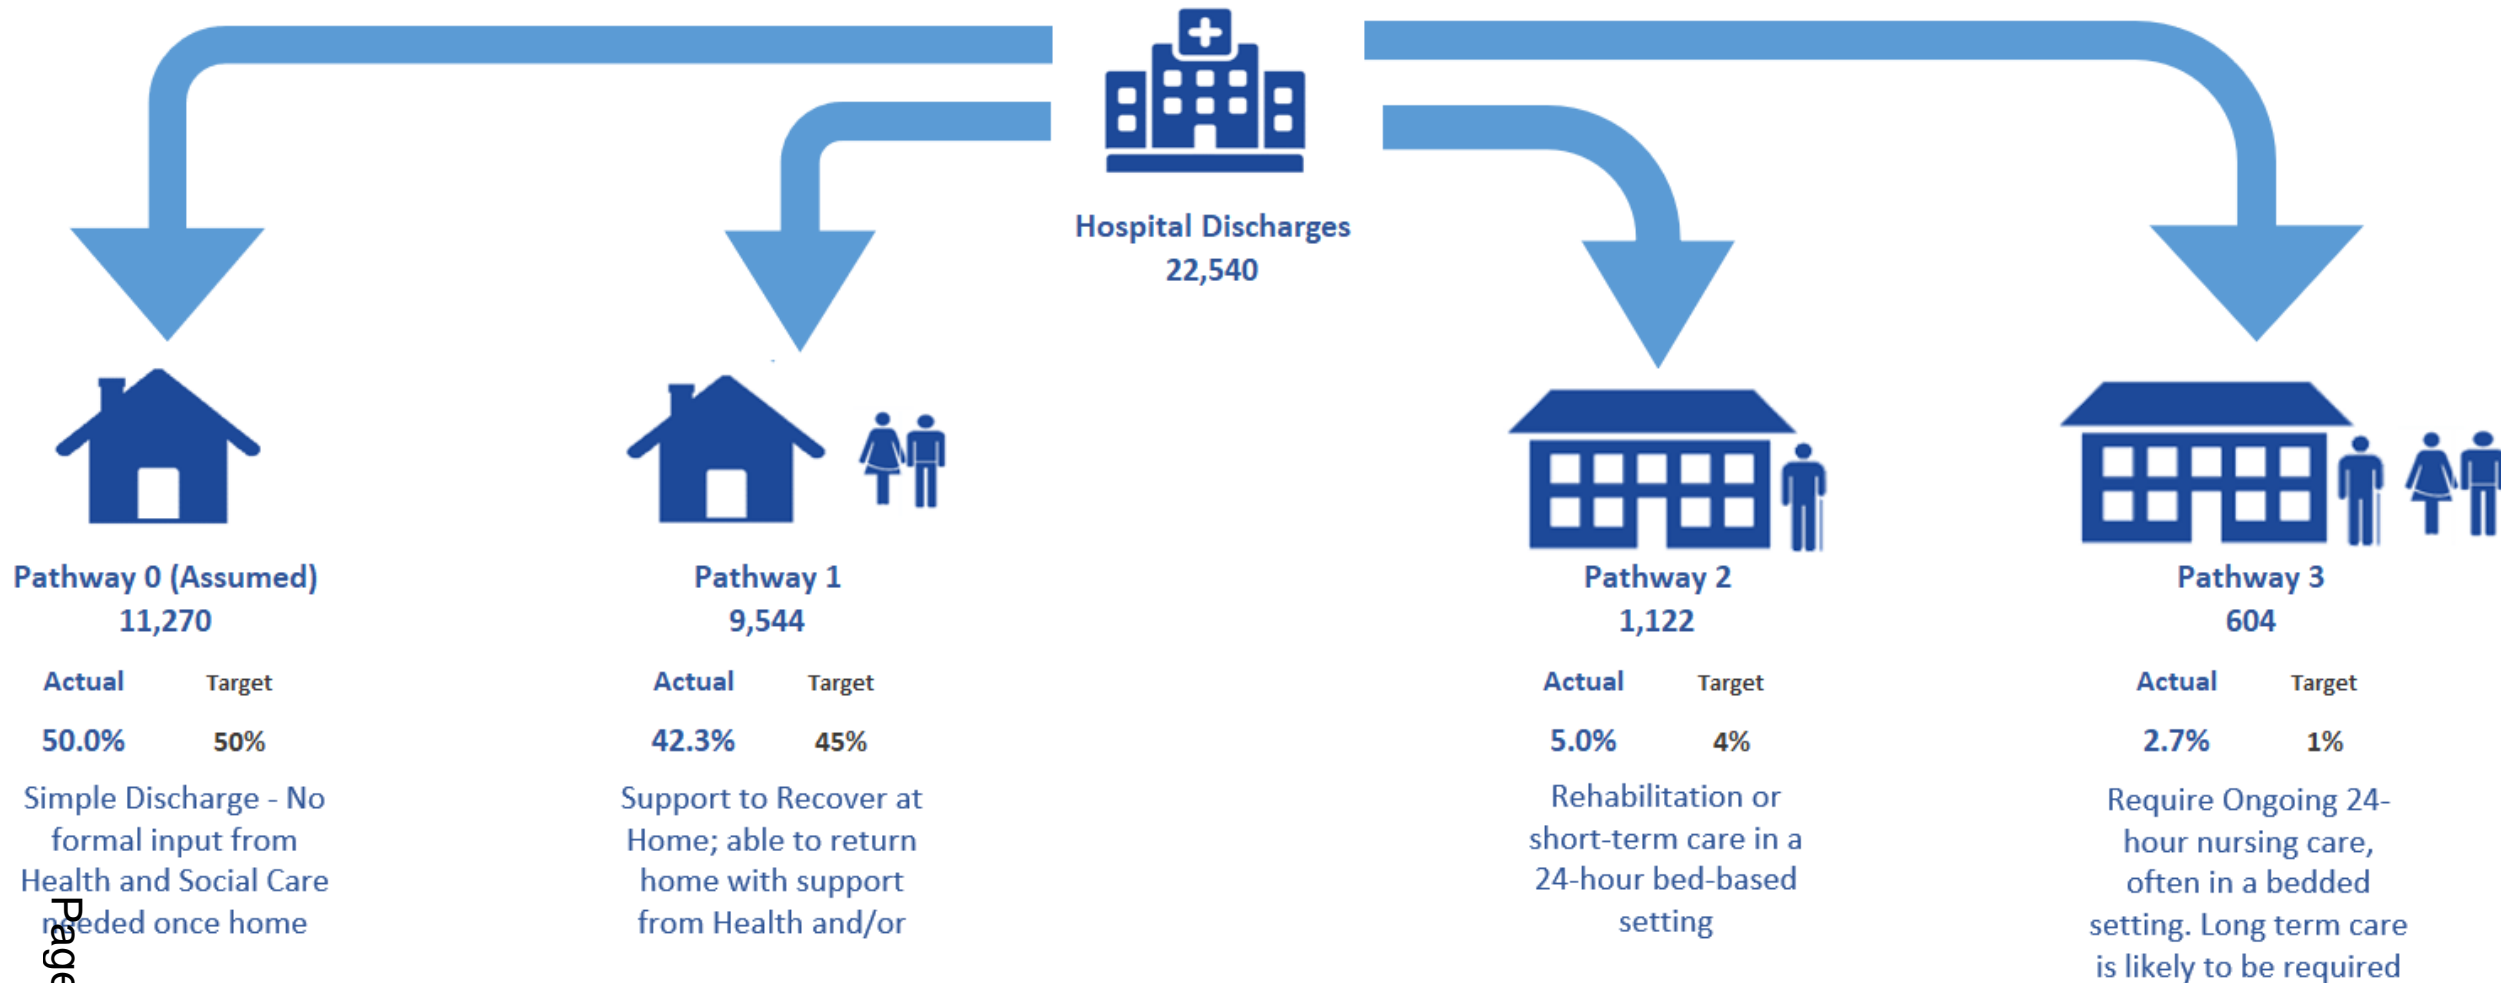 Hospital Discharges
22,540
Pathway 0 (Assumed)
11,270
Actual Target
50.0% 50%
Simple Discharge - No
formal input from
Health and Social Care
needed once home
Pathway 1
9,544
Actual Target
42.3% 45%
Support to Recover at
Home; able to return
home with support
from Health and/or
Pathway 2
1,122
Actual Target
5.0% 4%
Rehabilitation or
short-term care in a
24-hour bed-based
setting
Pathway 3
604
Actual Target
2.7% 1%
Require Ongoing 24-
hour nursing care,
often in a bedded
setting. Long term care
is likely to be required
Page